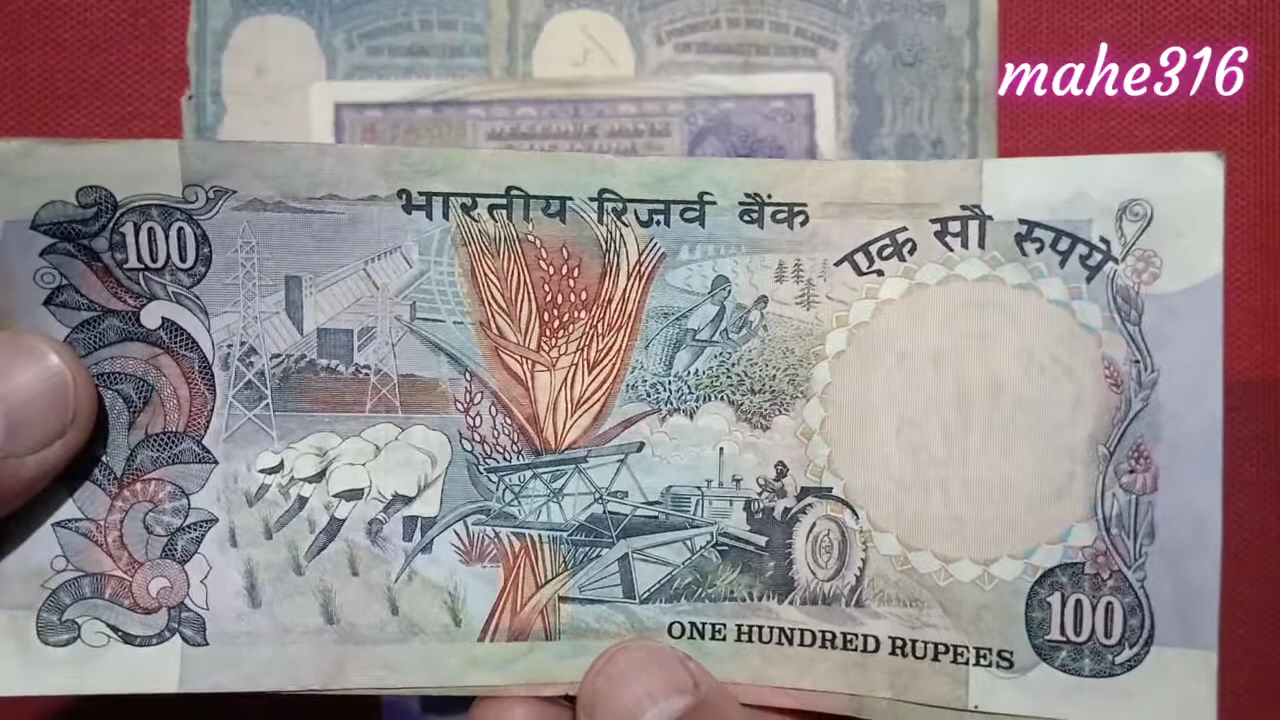 mahe316
भारतीय रिज़र्व बैंक
एक सौ रुपये
100
ONE HUNDRED RUPEES
100